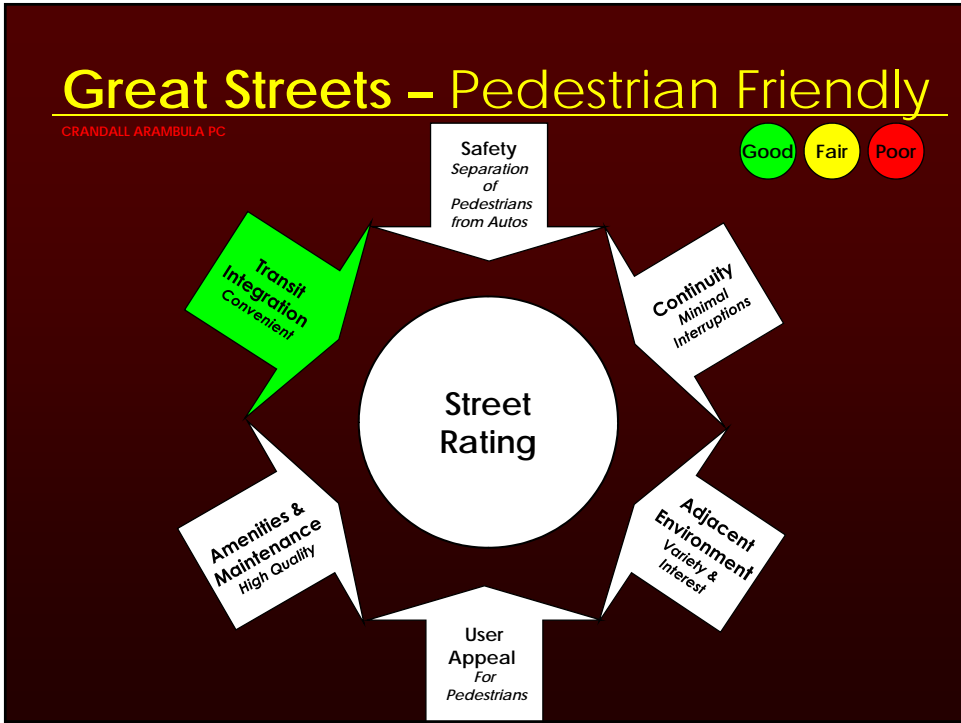 Great Streets – Pedestrian Friendly
CRANDALL ARAMBULA PC
Good Fair Poor
Safety
Separation
of
Pedestrians
from Autos
Transit
Integration
Convenient
Continuity
Minimal
Interruptions
Street
Rating
Amenities &
Maintenance
High Quality
Adjacent
Environment
Variety &
Interest
User
Appeal
For
Pedestrians